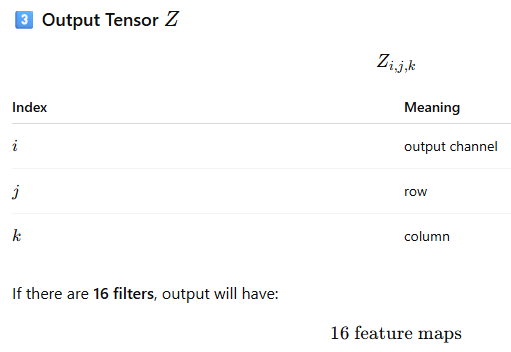 3 Output Tensor Z
Z_{i,j,k}
Index Meaning
i output channel
j row
k column
If there are 16 filters, output will have:
16 feature maps